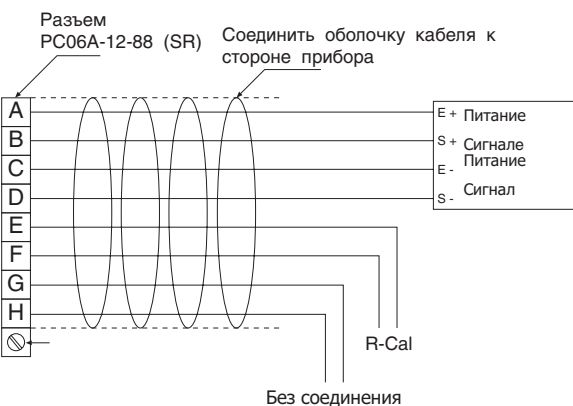 Разъем
PC06A-12-88 (SR)
Соединить оболочку кабеля к
стороне прибора
A
B
C
D
E
F
G
H
E + Питание
S + Сигнале
E - Питание
S - Сигнал
R-Cal
Без соединения